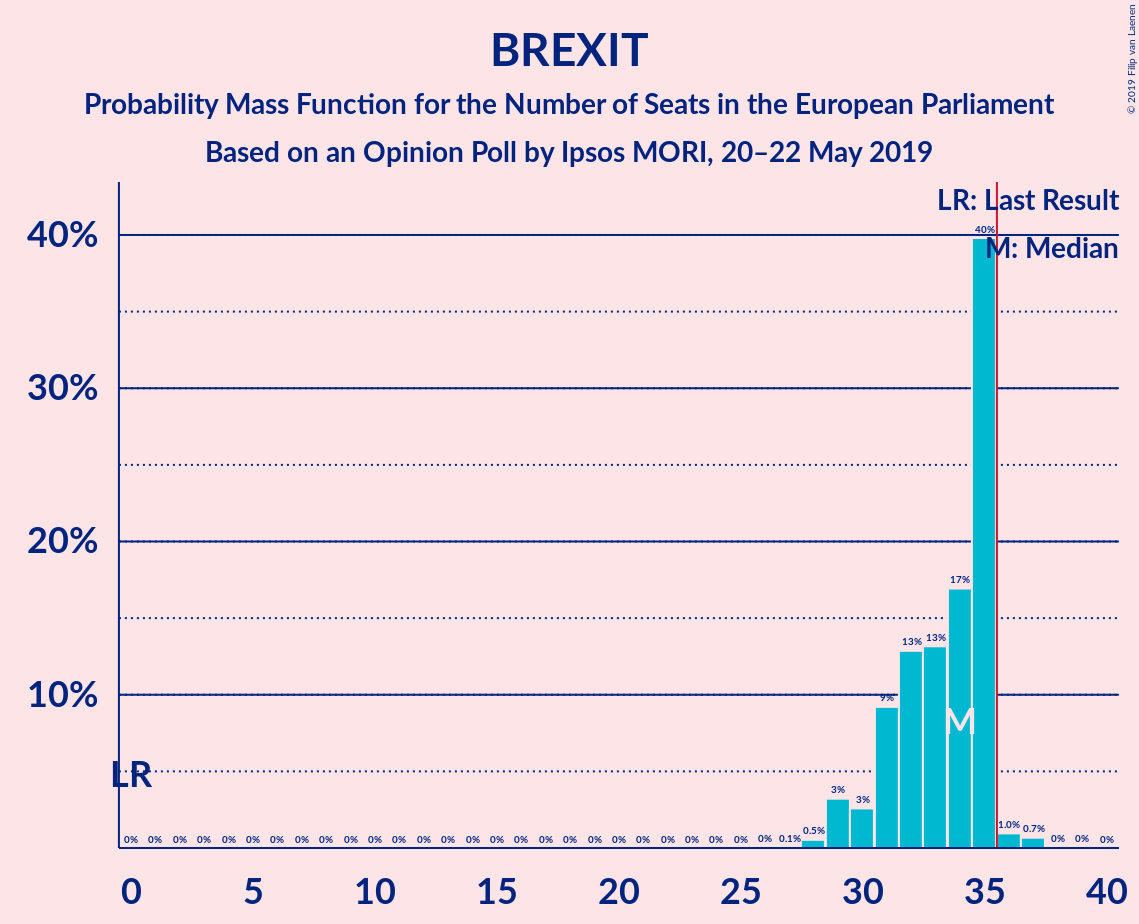 BREXIT
Probability Mass Function for the Number of Seats in the European Parliament
Based on an Opinion Poll by Ipsos MORI, 20–22 May 2019
© 2019 Filip van Laenen
LR: Last Result
M: Median
40%
30%
20%
10%
40%
17%
13% 13%
9%
M
LR
0% 0% 0% 0% 0% 0% 0% 0% 0% 0% 0% 0% 0% 0% 0% 0% 0% 0% 0% 0% 0% 0% 0% 0% 0% 0% 0% 0.1% 0.5% 3% 3% 1.0% 0.7% 0% 0% 0%
0 5 10 15 20 25 30 35 40